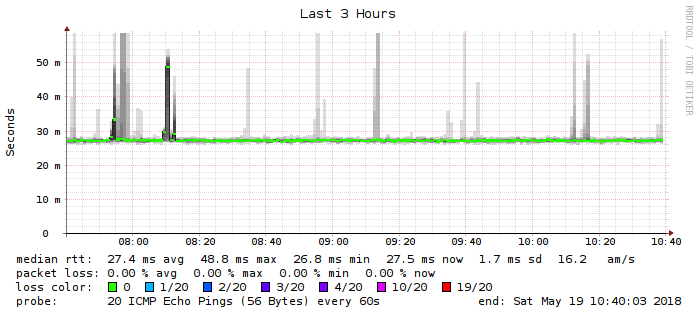 Last 3 Hours
RRDTOOL / TOBI OETIKER
Seconds
50 m
40 m
30 m
20 m
10 m
0
08:00 08:20 08:40 09:00 09:20 09:40 10:00 10:20 10:40
median rtt: 27.4 ms avg 48.8 ms max 26.8 ms min 27.5 ms now 1.7 ms sd 16.2 am/s
packet loss: 0.00 % avg 0.00 % max 0.00 % min 0.00 % now
loss color: 0 1/20 2/20 3/20 4/20 10/20 19/20
probe: 20 ICMP Echo Pings (56 Bytes) every 60s end: Sat May 19 10:40:03 2018